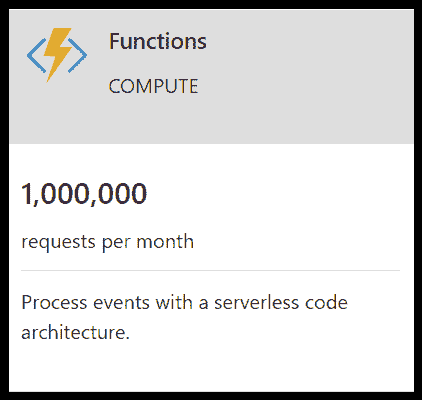 Functions
COMPUTE
1,000,000
requests per month
Process events with a serverless code
architecture.